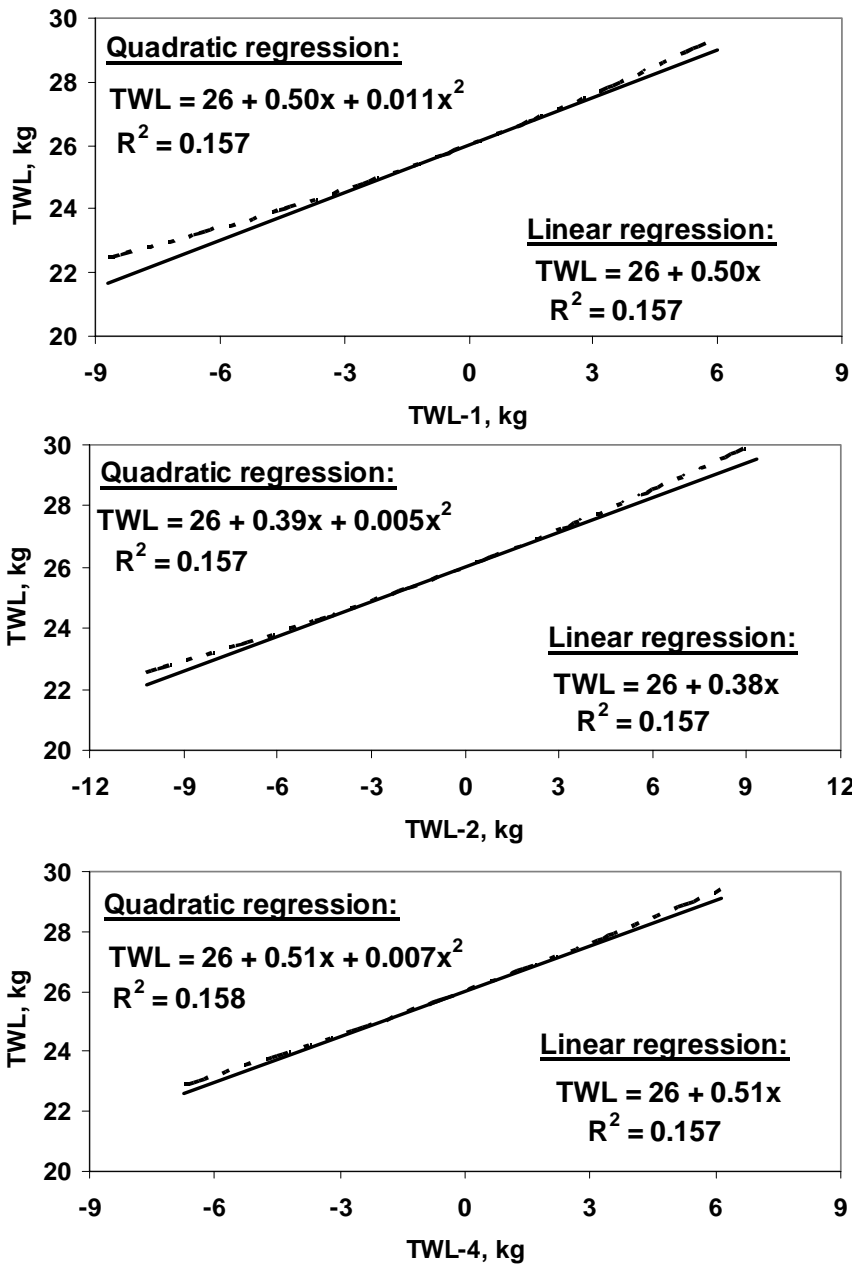 30
28
26
24
22
20
TWL, kg
Quadratic regression:
TWL = 26 + 0.50x + 0.011x²
R² = 0.157
Linear regression:
TWL = 26 + 0.50x
R² = 0.157
-9 -6 -3 0 3 6 9
TWL-1, kg
30
28
26
24
22
20
TWL, kg
Quadratic regression:
TWL = 26 + 0.39x + 0.005x²
R² = 0.157
Linear regression:
TWL = 26 + 0.38x
R² = 0.157
-12 -9 -6 -3 0 3 6 9 12
TWL-2, kg
30
28
26
24
22
20
TWL, kg
Quadratic regression:
TWL = 26 + 0.51x + 0.007x²
R² = 0.158
Linear regression:
TWL = 26 + 0.51x
R² = 0.157
-9 -6 -3 0 3 6 9
TWL-4, kg